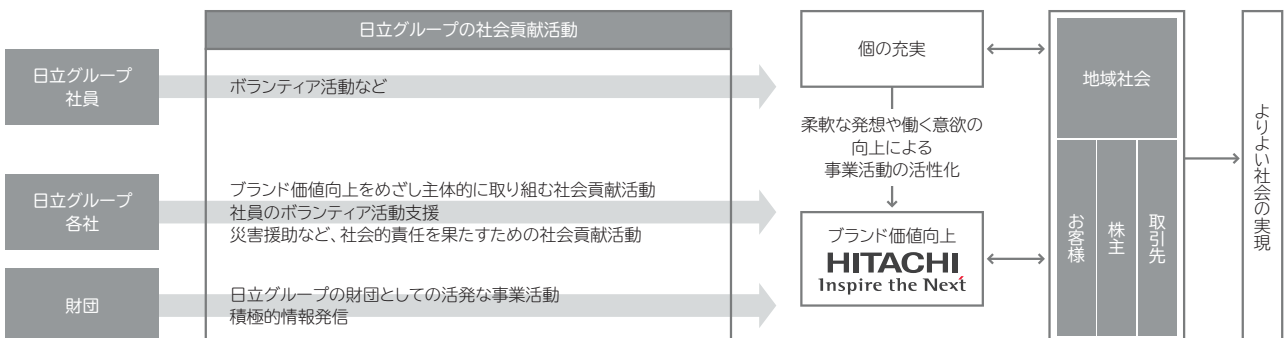 日立グループの社会貢献活動
日立グループ
社員
ボランティア活動など
日立グループ
各社
ブランド価値向上をめざし主体的に取り組む社会貢献活動
社員のボランティア活動支援
災害援助など、社会的責任を果たすための社会貢献活動
財団
日立グループの財団としての活発な事業活動
積極的情報発信
個の充実
柔軟な発想や働く意欲の
向上による
事業活動の活性化
ブランド価値向上
HITACHI
Inspire the Next
地域社会
お客様
株主
取引先
よりよい社会の実現